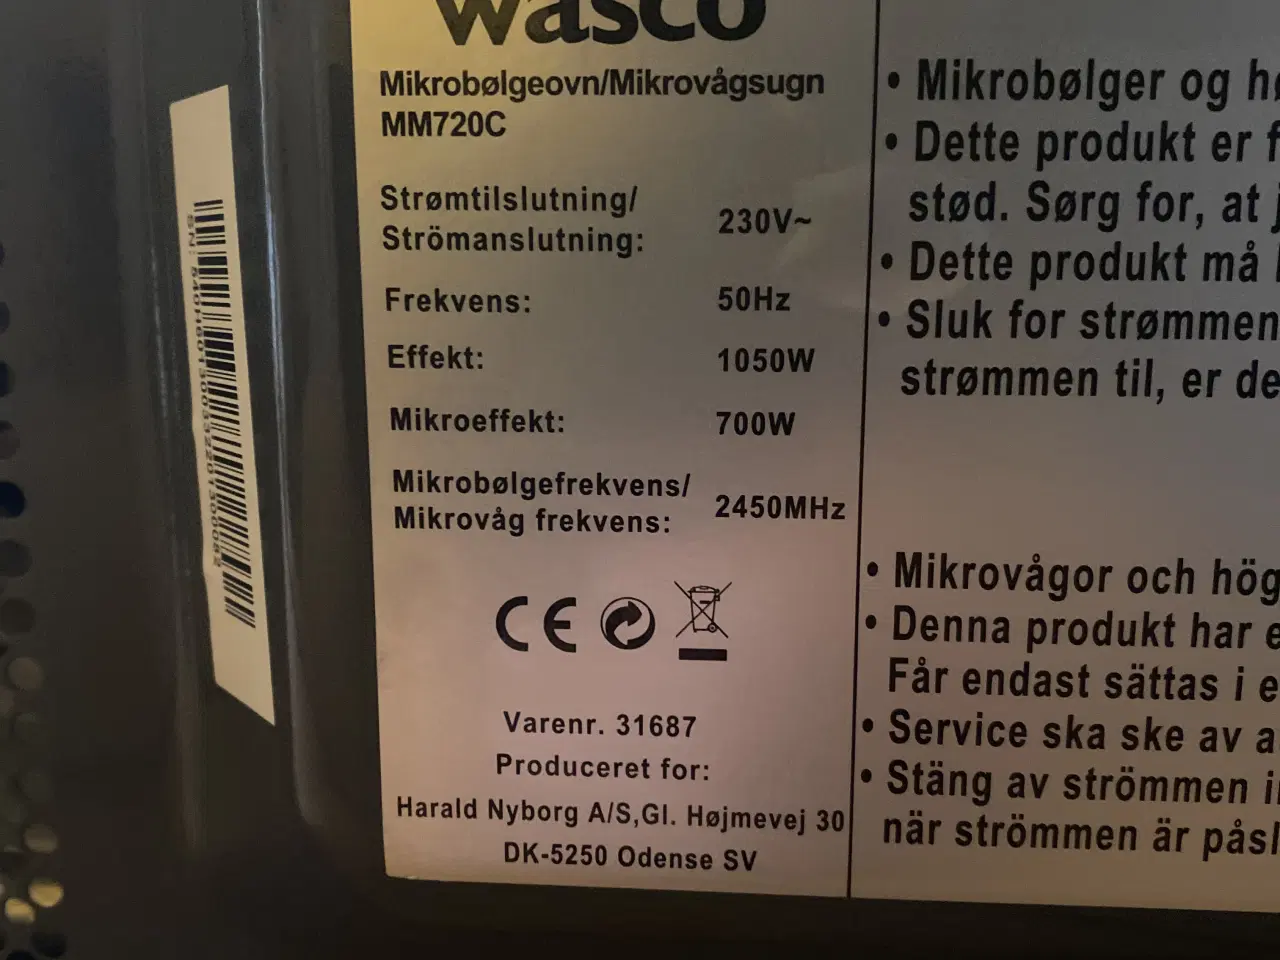 wasco
Mikrobølgeovn/Mikrovågsugn
MM720C
Strømtilslutning/
Strömanslutning: 230V~
Frekvens: 50Hz
Effekt: 1050W
Mikroeffekt: 700W
Mikrobølgefrekvens/
Mikrovåg frekvens: 2450MHz
CE
Varenr. 31687
Produceret for:
Harald Nyborg A/S,Gl. Højmevej 30
DK-5250 Odense SV
• Mikrobølger og hø
• Dette produkt er f
stød. Sørg for, at j
• Dette produkt må
• Sluk for strømmen
strømmen til, er de
• Mikrovågor och hög
• Denna produkt har e
Får endast sättas i e
• Service ska ske av a
• Stäng av strömmen i
när strömmen är påsl
SN: